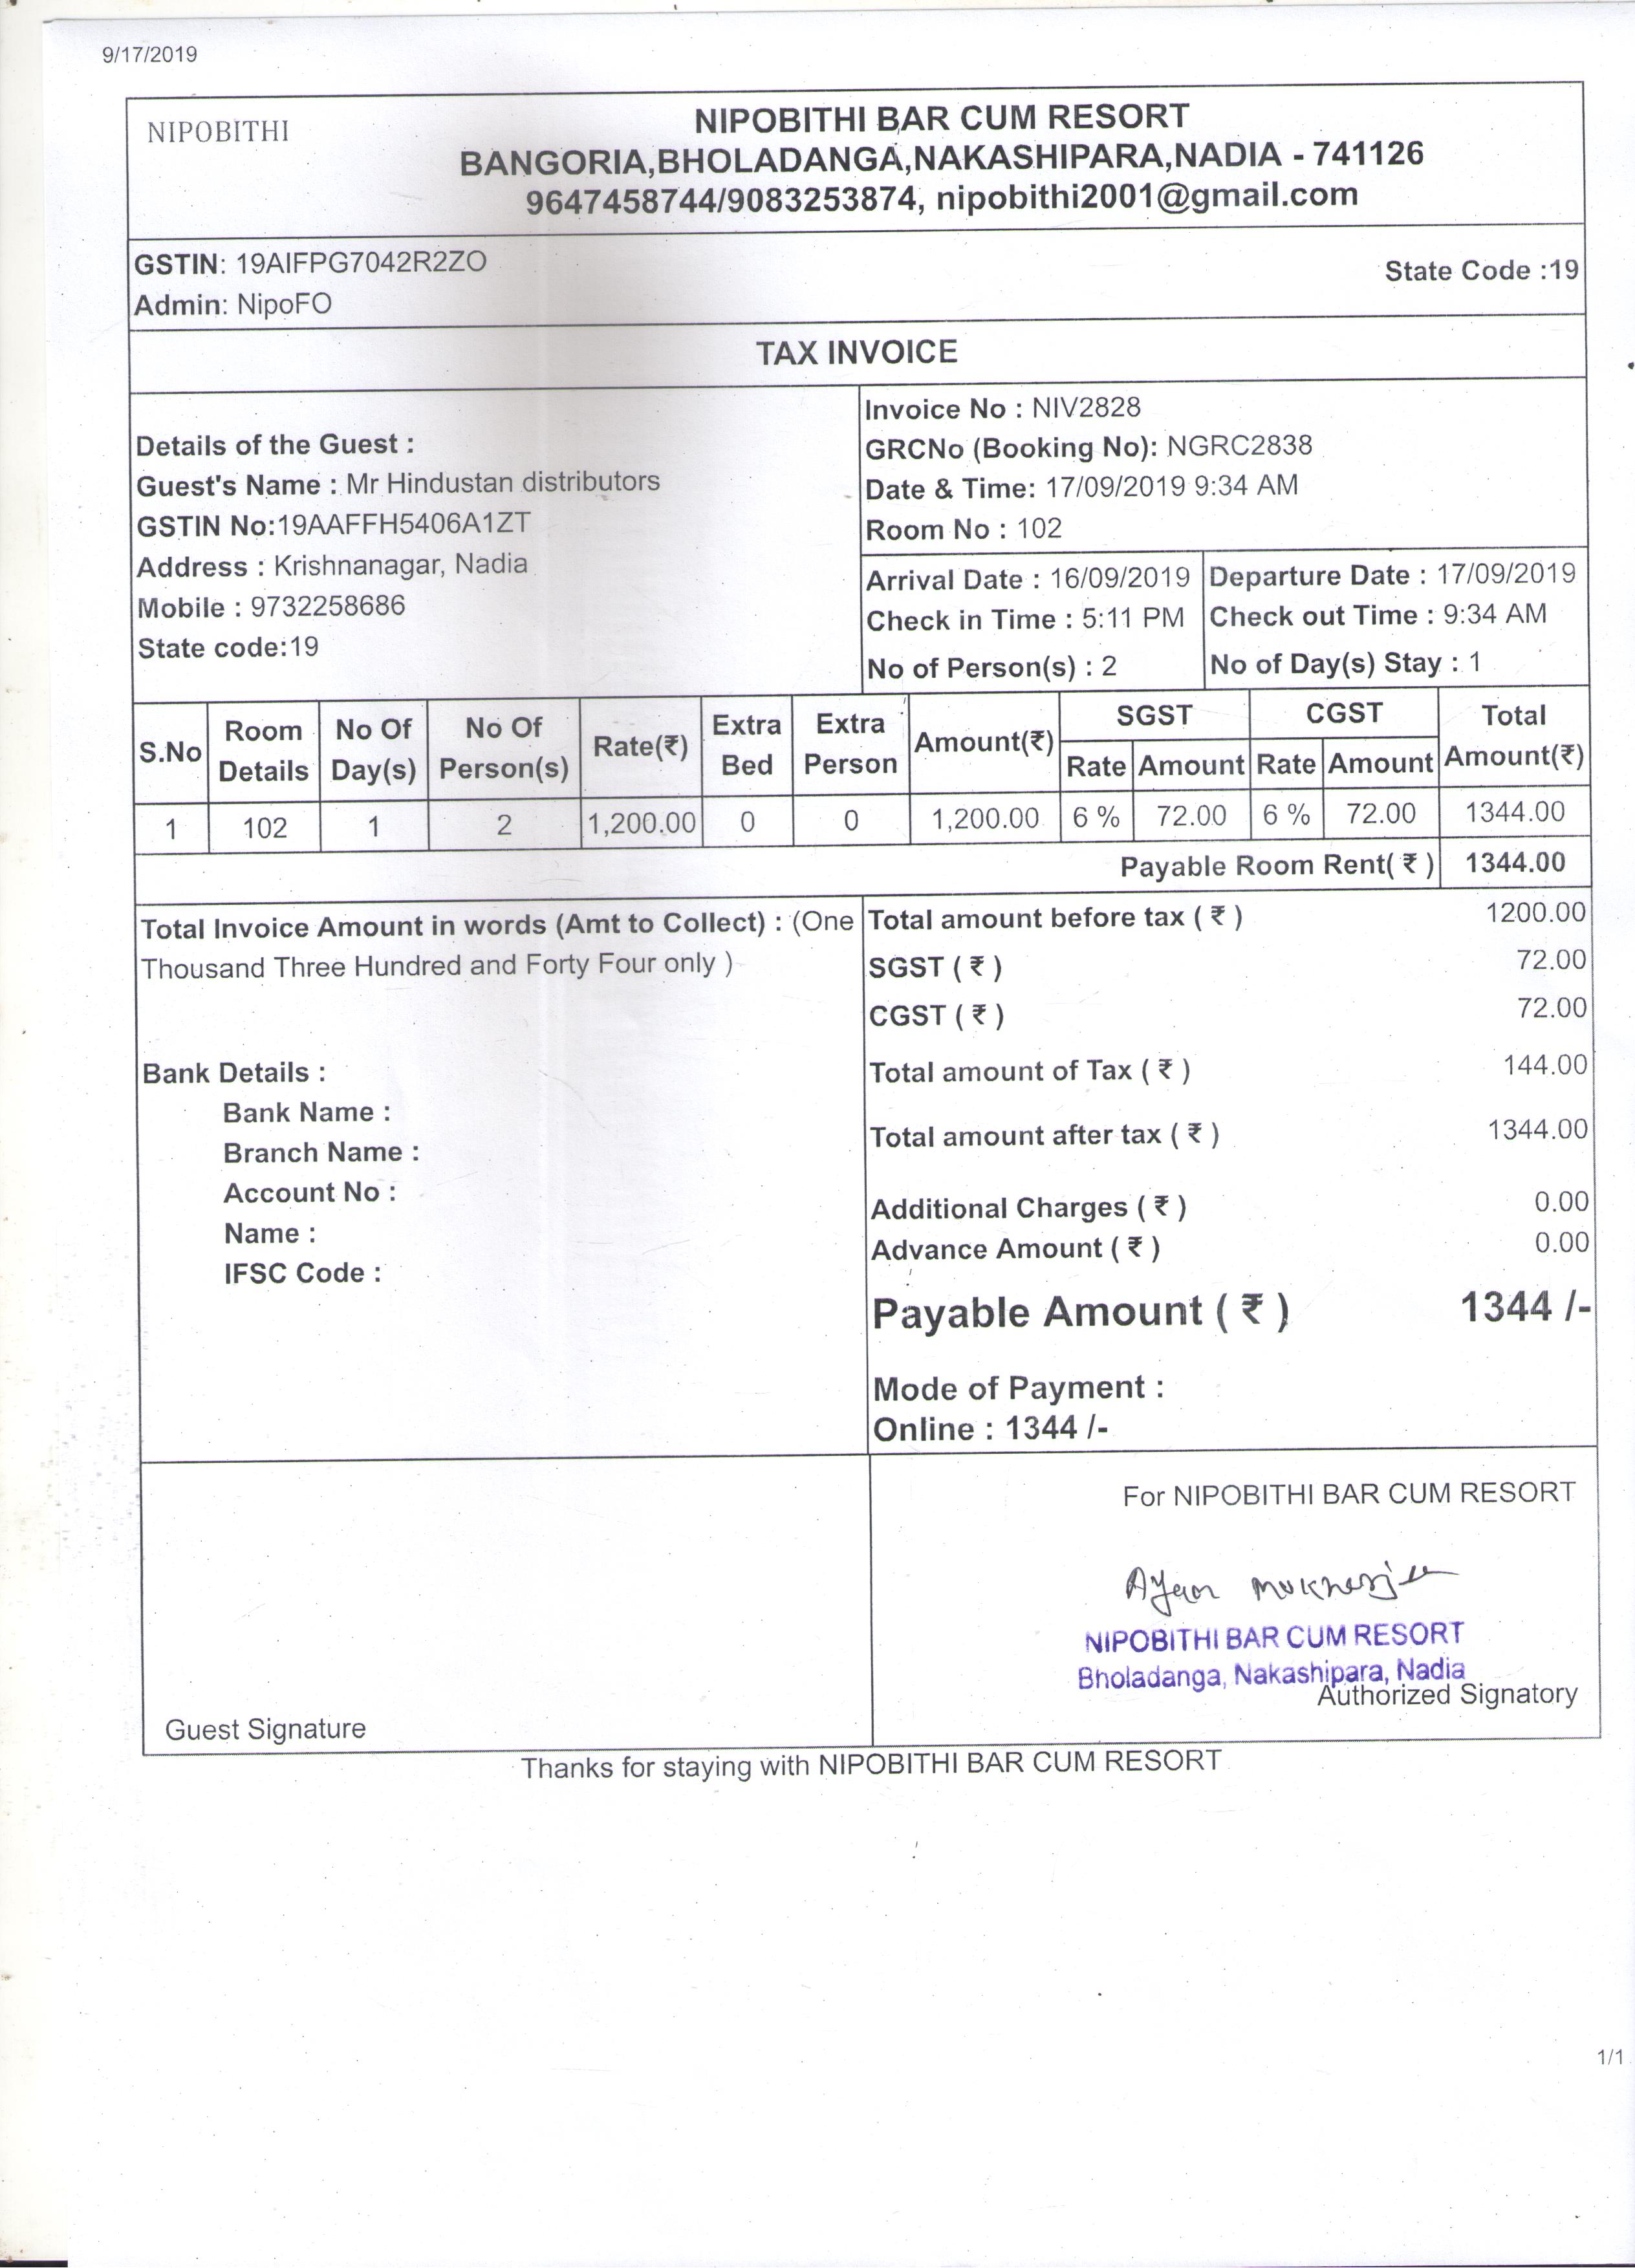 9/17/2019
NIPOBITHI
NIPOBITHI BAR CUM RESORT
BANGORIA,BHOLADANGA,NAKASHIPARA,NADIA - 741126
9647458744/9083253874, nipobithi2001@gmail.com
GSTIN: 19AIFPG7042R2ZO
State Code :19
Admin: NipoFO
TAX INVOICE
Details of the Guest :
Guest's Name : Mr Hindustan distributors
GSTIN No:19AAFFH5406A1ZT
Address : Krishnanagar, Nadia
Mobile : 9732258686
State code:19
Invoice No : NIV2828
GRCNo (Booking No): NGRC2838
Date & Time: 17/09/2019 9:34 AM
Room No : 102
Arrival Date : 16/09/2019
Check in Time : 5:11 PM
No of Person(s) : 2
Departure Date : 17/09/2019
Check out Time : 9:34 AM
No of Day(s) Stay : 1
S.No Room Details No Of Day(s) No Of Person(s) Rate(₹) Extra Bed Extra Person Amount(₹) SGST Rate Amount CGST Rate Amount Total Amount(₹)
1 102 1 2 1,200.00 0 0 1,200.00 6 % 72.00 6 % 72.00 1344.00
Payable Room Rent( ₹ ) 1344.00
Total Invoice Amount in words (Amt to Collect) : (One
Thousand Three Hundred and Forty Four only )
Bank Details :
Bank Name :
Branch Name :
Account No :
Name :
IFSC Code :
Total amount before tax ( ₹ ) 1200.00
SGST ( ₹ ) 72.00
CGST ( ₹ ) 72.00
Total amount of Tax ( ₹ ) 144.00
Total amount after tax ( ₹ ) 1344.00
Additional Charges ( ₹ ) 0.00
Advance Amount ( ₹ ) 0.00
Payable Amount ( ₹ ) 1344 /-
Mode of Payment :
Online : 1344 /-
Guest Signature
For NIPOBITHI BAR CUM RESORT
Ayan Mukherjee
NIPOBITHI BAR CUM RESORT
Bholadanga, Nakashipara, Nadia
Authorized Signatory
Thanks for staying with NIPOBITHI BAR CUM RESORT
1/1